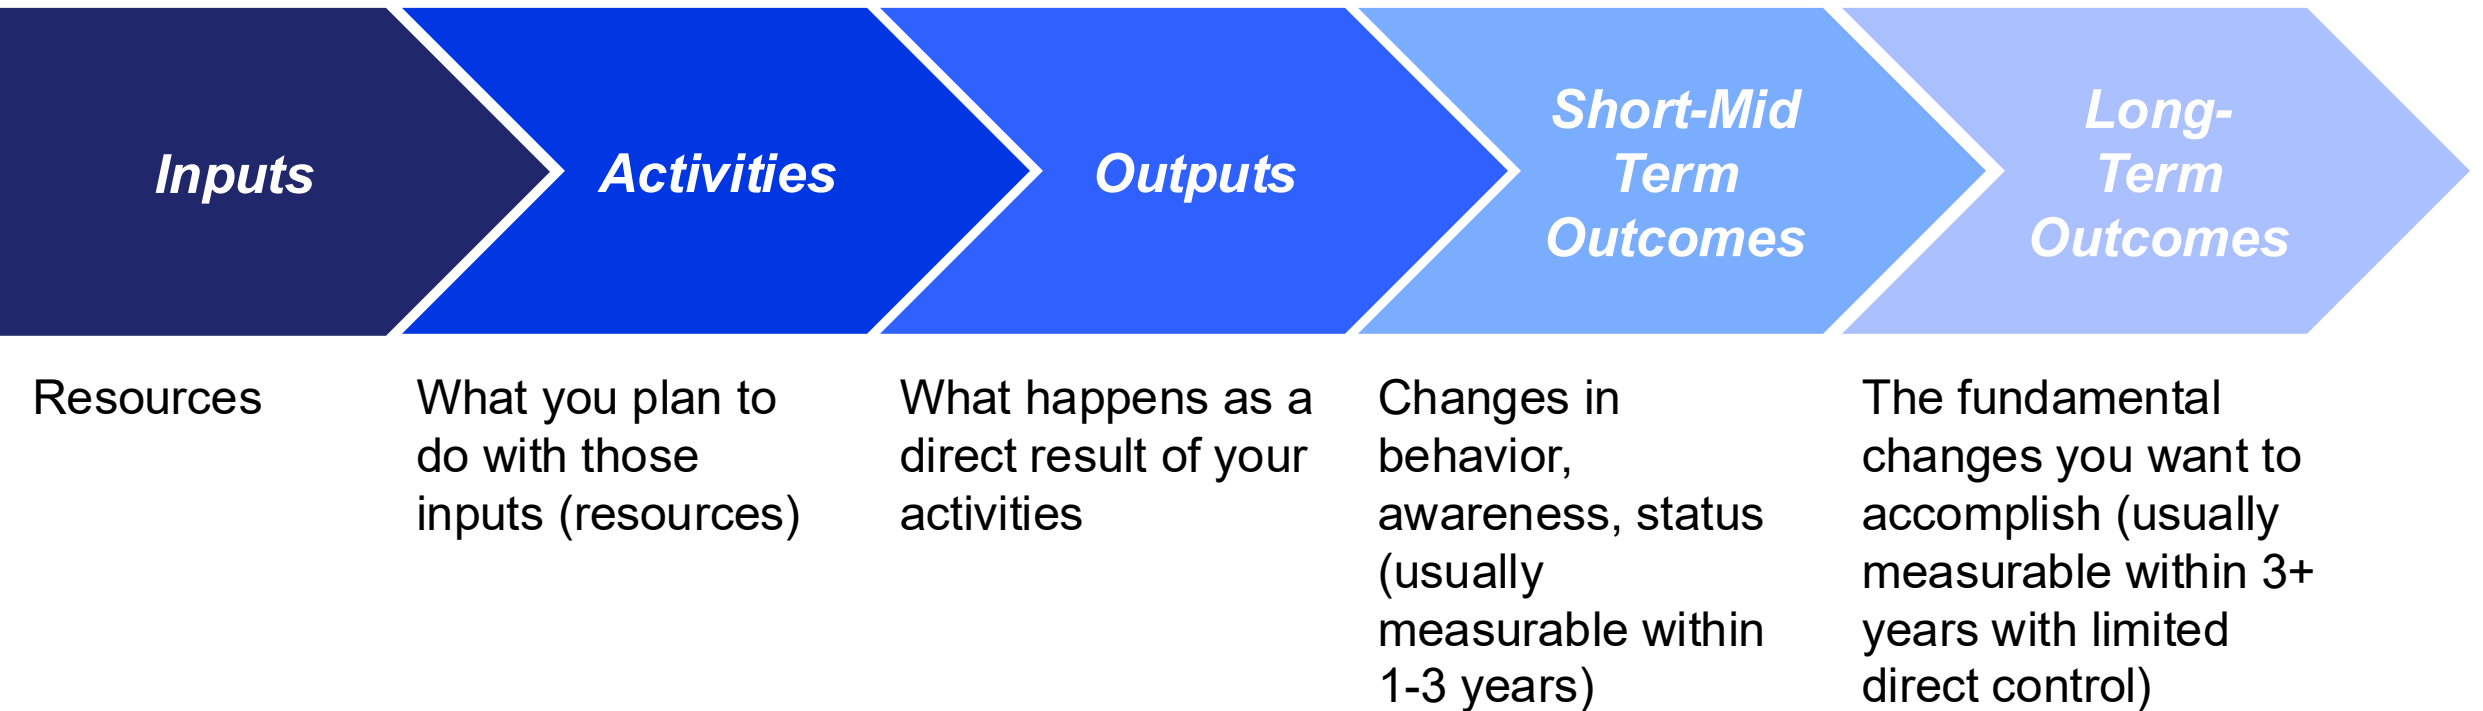 Inputs
Activities
Outputs
Short-Mid
Term
Outcomes
Long-
Term
Outcomes
Resources
What you plan to
do with those
inputs (resources)
What happens as a
direct result of your
activities
Changes in
behavior,
awareness, status
(usually
measurable within
1-3 years)
The fundamental
changes you want to
accomplish (usually
measurable within 3+
years with limited
direct control)